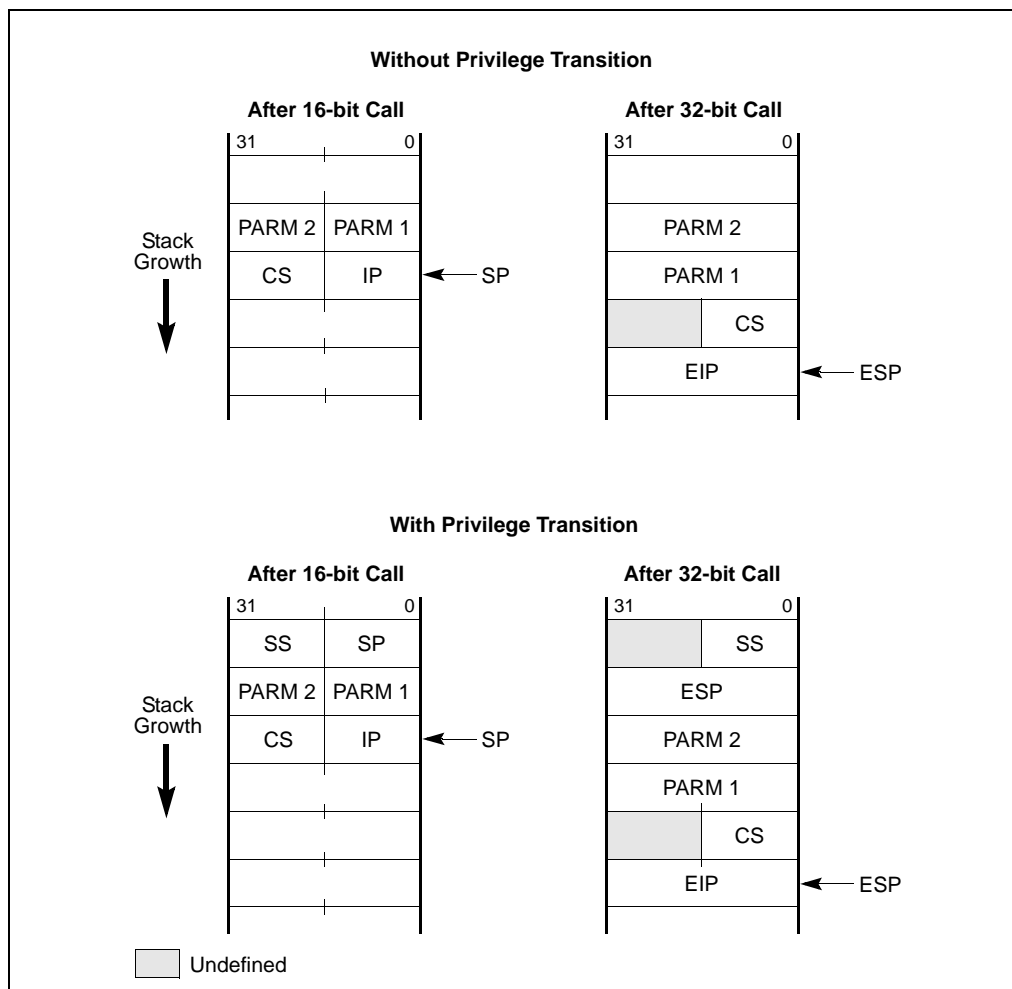 Without Privilege Transition
After 16-bit Call
After 32-bit Call
31 0
31 0
PARM 2 PARM 1
PARM 2
Stack
Growth
CS IP
SP
PARM 1
CS
EIP
ESP
With Privilege Transition
After 16-bit Call
After 32-bit Call
31 0
31 0
SS SP
SS
PARM 2 PARM 1
ESP
Stack
Growth
CS IP
SP
PARM 2
PARM 1
CS
EIP
ESP
Undefined